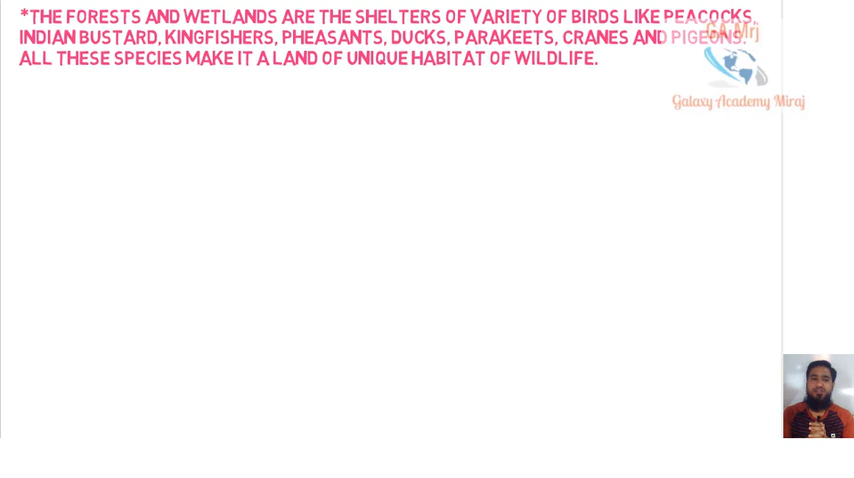 *THE FORESTS AND WETLANDS ARE THE SHELTERS OF VARIETY OF BIRDS LIKE PEACOCKS,
INDIAN BUSTARD, KINGFISHERS, PHEASANTS, DUCKS, PARAKEETS, CRANES AND PIGEONS.
ALL THESE SPECIES MAKE IT A LAND OF UNIQUE HABITAT OF WILDLIFE.
GA Mrj
Galaxy Academy Miraj